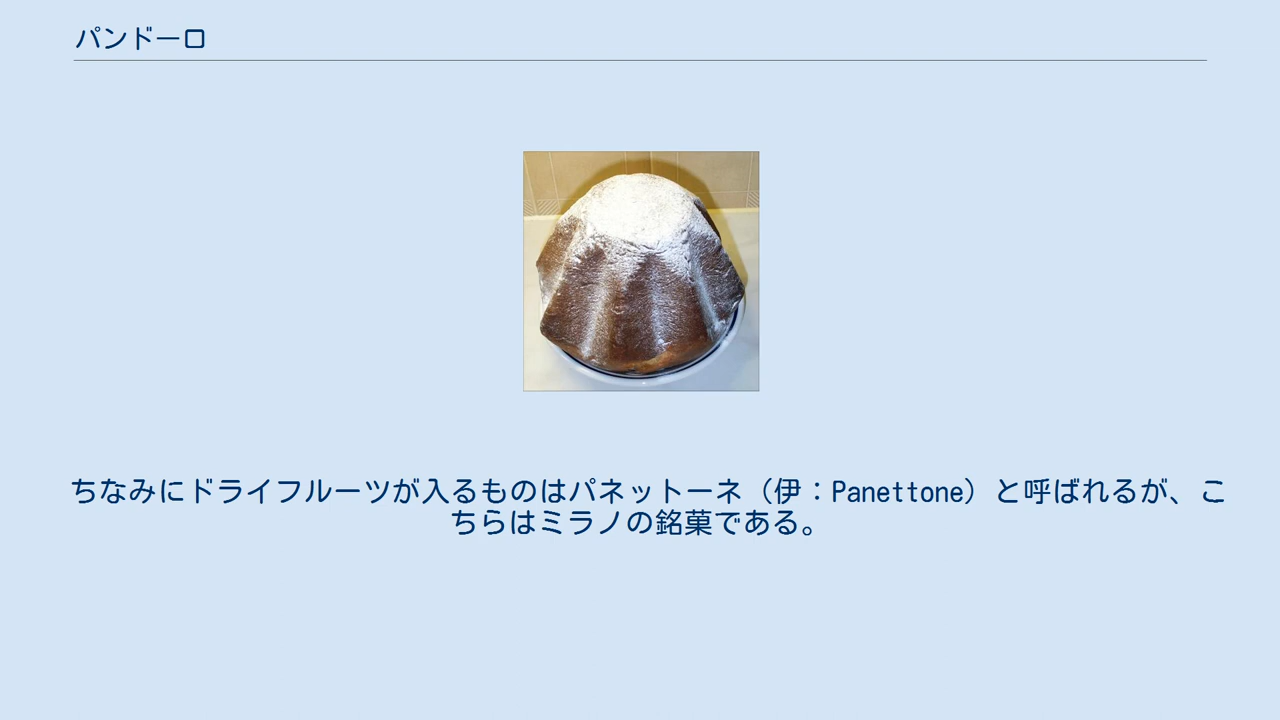 パンドーロ
ちなみにドライフルーツが入るものはパネットーネ（伊：Panettone）と呼ばれるが、こ
ちらはミラノの銘菓である。